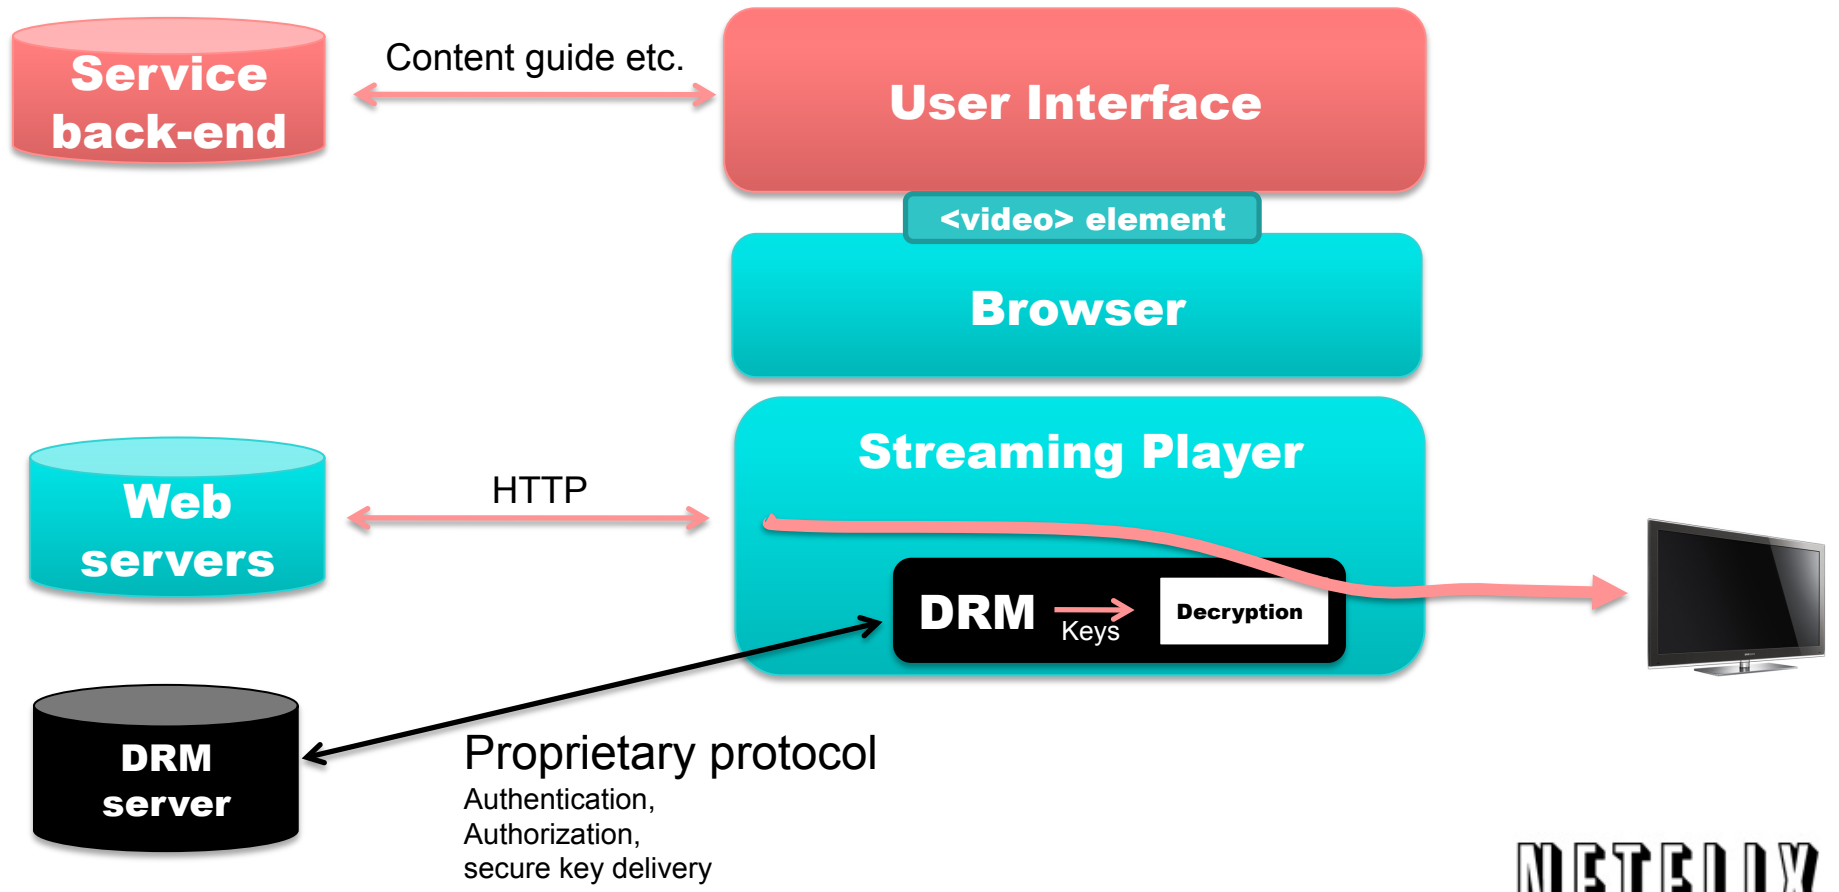 Service
back-end
Content guide etc.
User Interface
<video> element
Browser
Streaming Player
Web
servers
HTTP
DRM
Keys
Decryption
DRM
server
Proprietary protocol
Authentication,
Authorization,
secure key delivery
NETFLIX